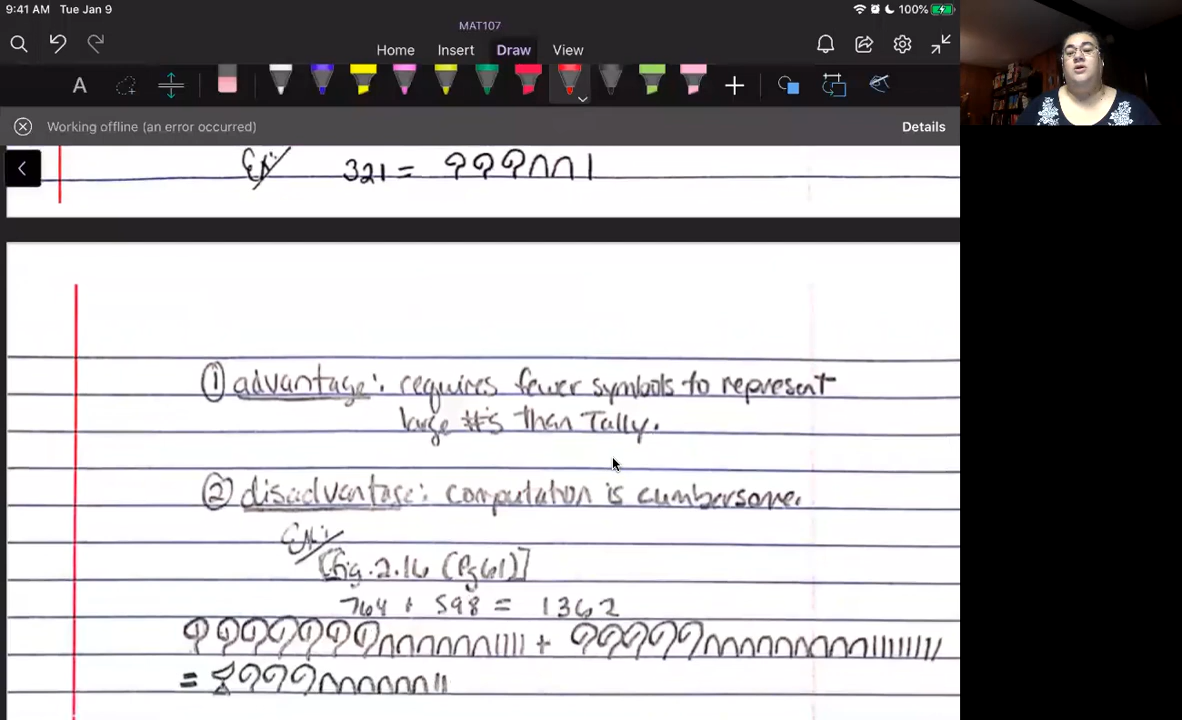 9:41 AM Tue Jan 9
100%
MAT107
Home Insert Draw View
A
Working offline (an error occurred)
Details
Ex: 321 =
① advantage: requires fewer symbols to represent
large #'s than Tally.
② disadvantage: computation is cumbersome.
Ex:
[Fig. 2.16 (Pg 61)]
764 + 598 = 1362
+
=